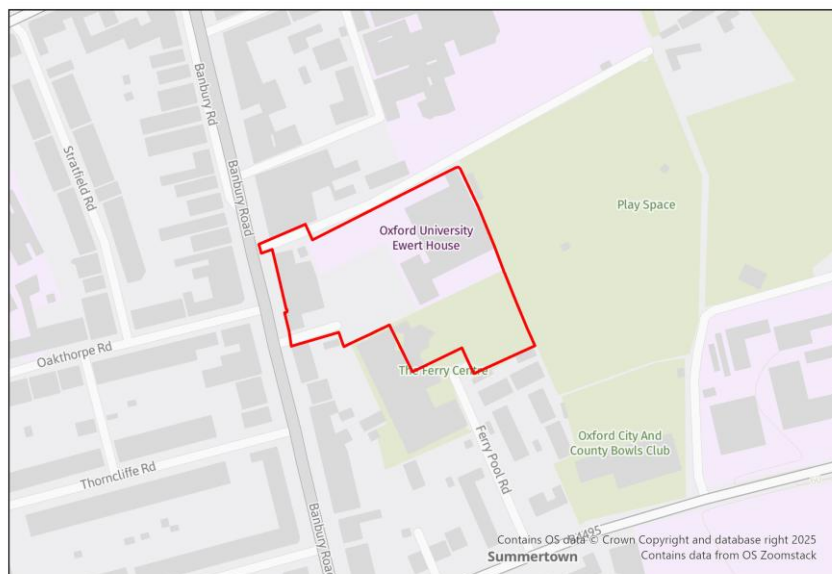 Banbury Rd
Stratfield Rd
Banbury Road
Play Space
Oxford University
Ewert House
Oakthorpe Rd
The Ferry Centre
Thorncliffe Rd
Ferry Pool Rd
Oxford City And
County Bowls Club
Banbury Road
Contains OS data © Crown Copyright and database right 2025
Summertown
Contains data from OS Zoomstack